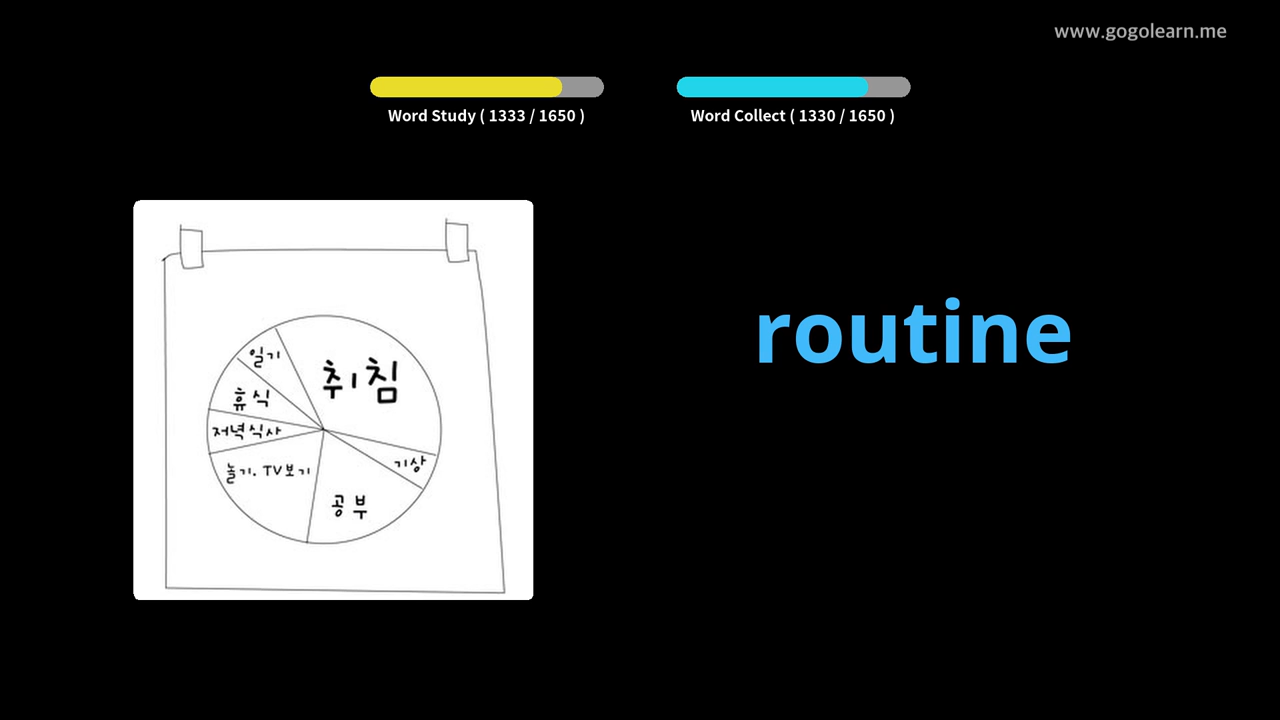 www.gogolearn.me
Word Study ( 1333 / 1650 )
Word Collect ( 1330 / 1650 )
routine
일기
취침
휴식
저녁식사
기상
놀기. TV보기
공부